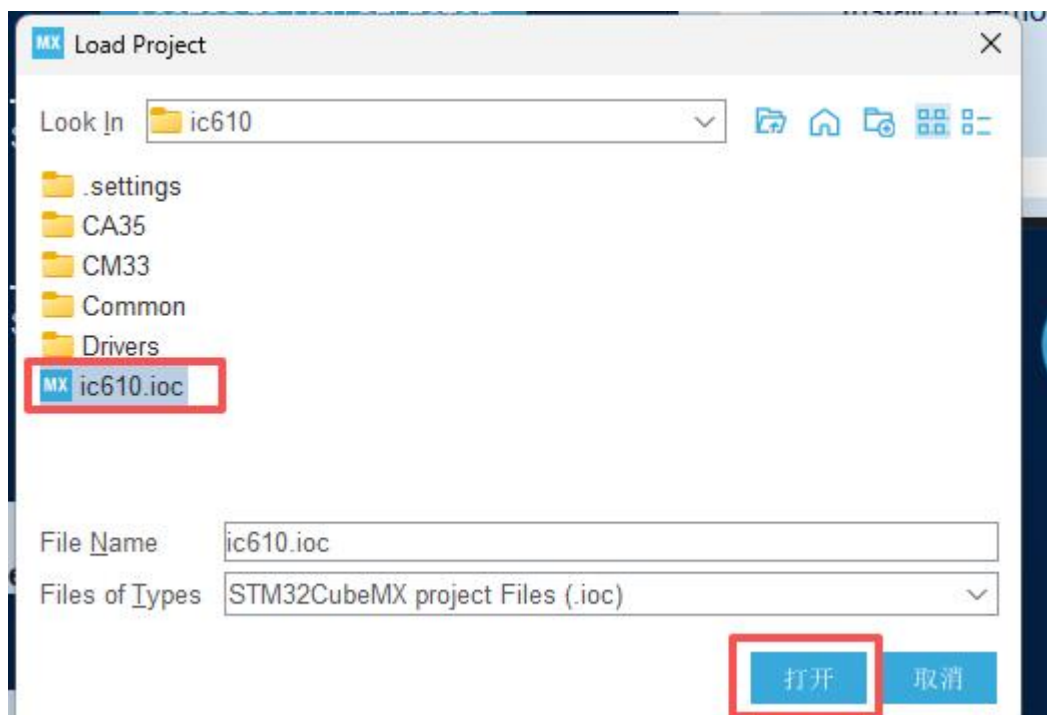 MX Load Project
Look In ic610
.settings
CA35
CM33
Common
Drivers
MX ic610.ioc
File Name ic610.ioc
Files of Types STM32CubeMX project Files (.ioc)
打开 取消